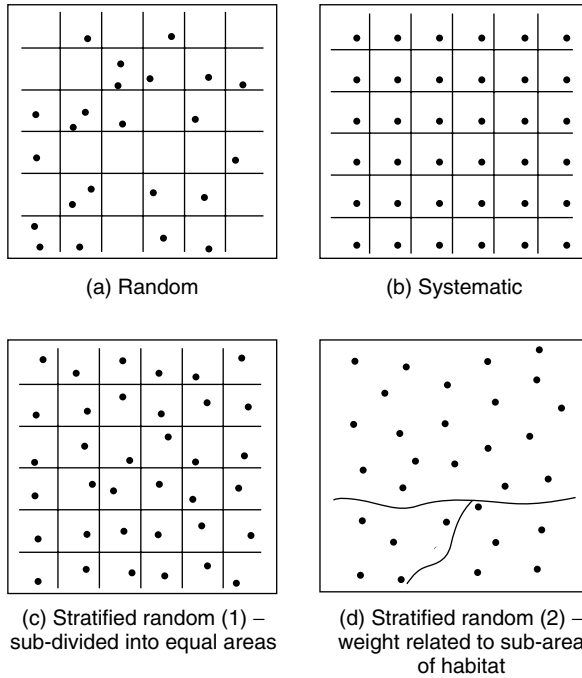 (a) Random
(b) Systematic
(c) Stratified random (1) –
sub-divided into equal areas
(d) Stratified random (2) –
weight related to sub-area
of habitat